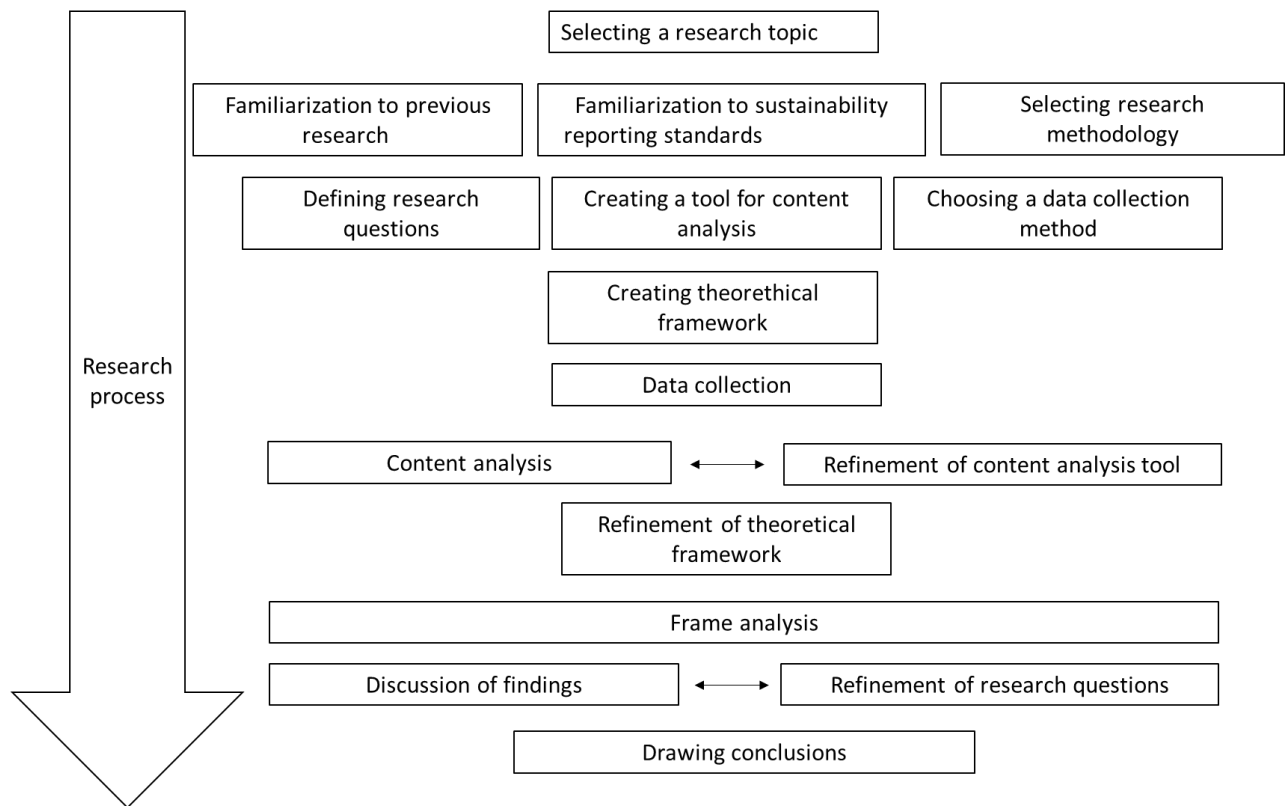 Selecting a research topic
Familiarization to previous
research
Familiarization to sustainability
reporting standards
Selecting research
methodology
Defining research
questions
Creating a tool for content
analysis
Choosing a data collection
method
Creating theorethical
framework
Research
process
Data collection
Content analysis
Refinement of content analysis tool
Refinement of theoretical
framework
Frame analysis
Discussion of findings
Refinement of research questions
Drawing conclusions